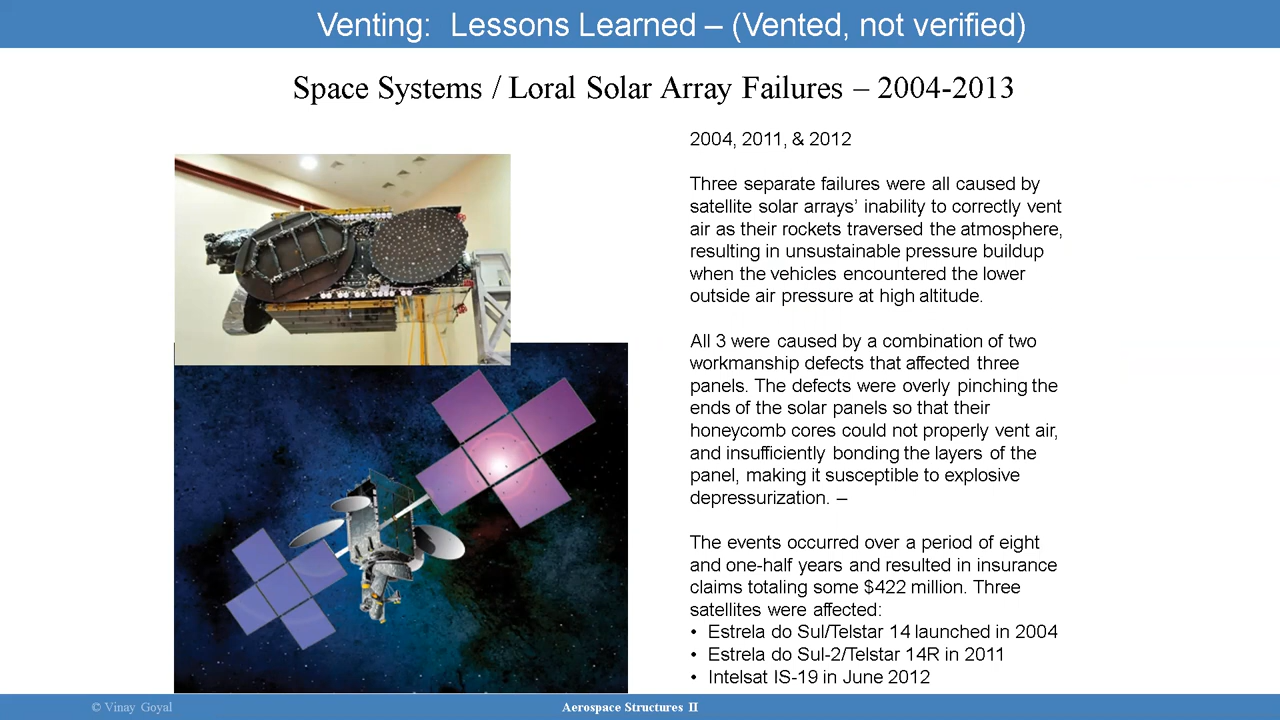 Venting: Lessons Learned – (Vented, not verified)
Space Systems / Loral Solar Array Failures – 2004-2013
2004, 2011, & 2012
Three separate failures were all caused by
satellite solar arrays’ inability to correctly vent
air as their rockets traversed the atmosphere,
resulting in unsustainable pressure buildup
when the vehicles encountered the lower
outside air pressure at high altitude.
All 3 were caused by a combination of two
workmanship defects that affected three
panels. The defects were overly pinching the
ends of the solar panels so that their
honeycomb cores could not properly vent air,
and insufficiently bonding the layers of the
panel, making it susceptible to explosive
depressurization. –
The events occurred over a period of eight
and one-half years and resulted in insurance
claims totaling some $422 million. Three
satellites were affected:
• Estrela do Sul/Telstar 14 launched in 2004
• Estrela do Sul-2/Telstar 14R in 2011
• Intelsat IS-19 in June 2012
© Vinay Goyal
Aerospace Structures II